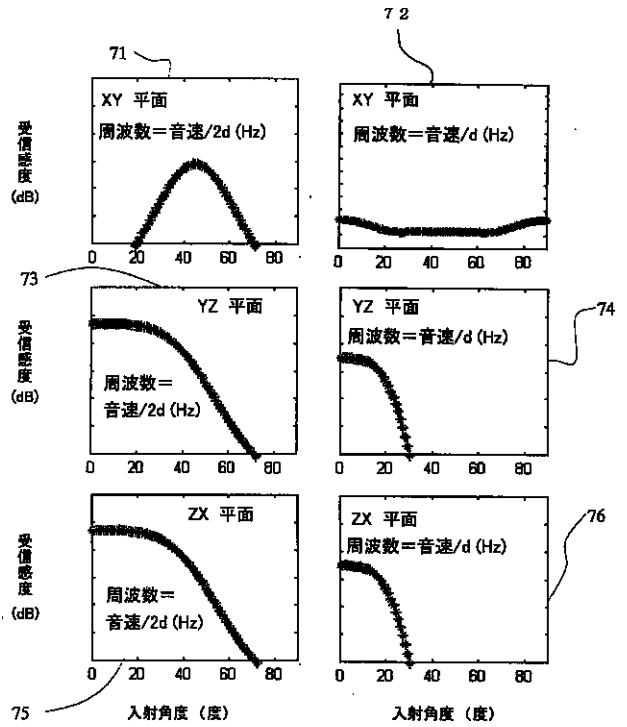 71
７２
XY 平面
周波数＝音速/2d (Hz)
受信感度
(dB)
0 20 40 60 80
XY 平面
周波数＝音速/d (Hz)
0 20 40 60 80
73
YZ 平面
周波数＝
音速/2d (Hz)
受信感度
(dB)
0 20 40 60 80
74
YZ 平面
周波数＝音速/d (Hz)
0 20 40 60 80
ZX 平面
周波数＝
音速/2d (Hz)
受信感度
(dB)
0 20 40 60 80
76
ZX 平面
周波数＝音速/d (Hz)
0 20 40 60 80
75
入射角度 (度)
入射角度 (度)